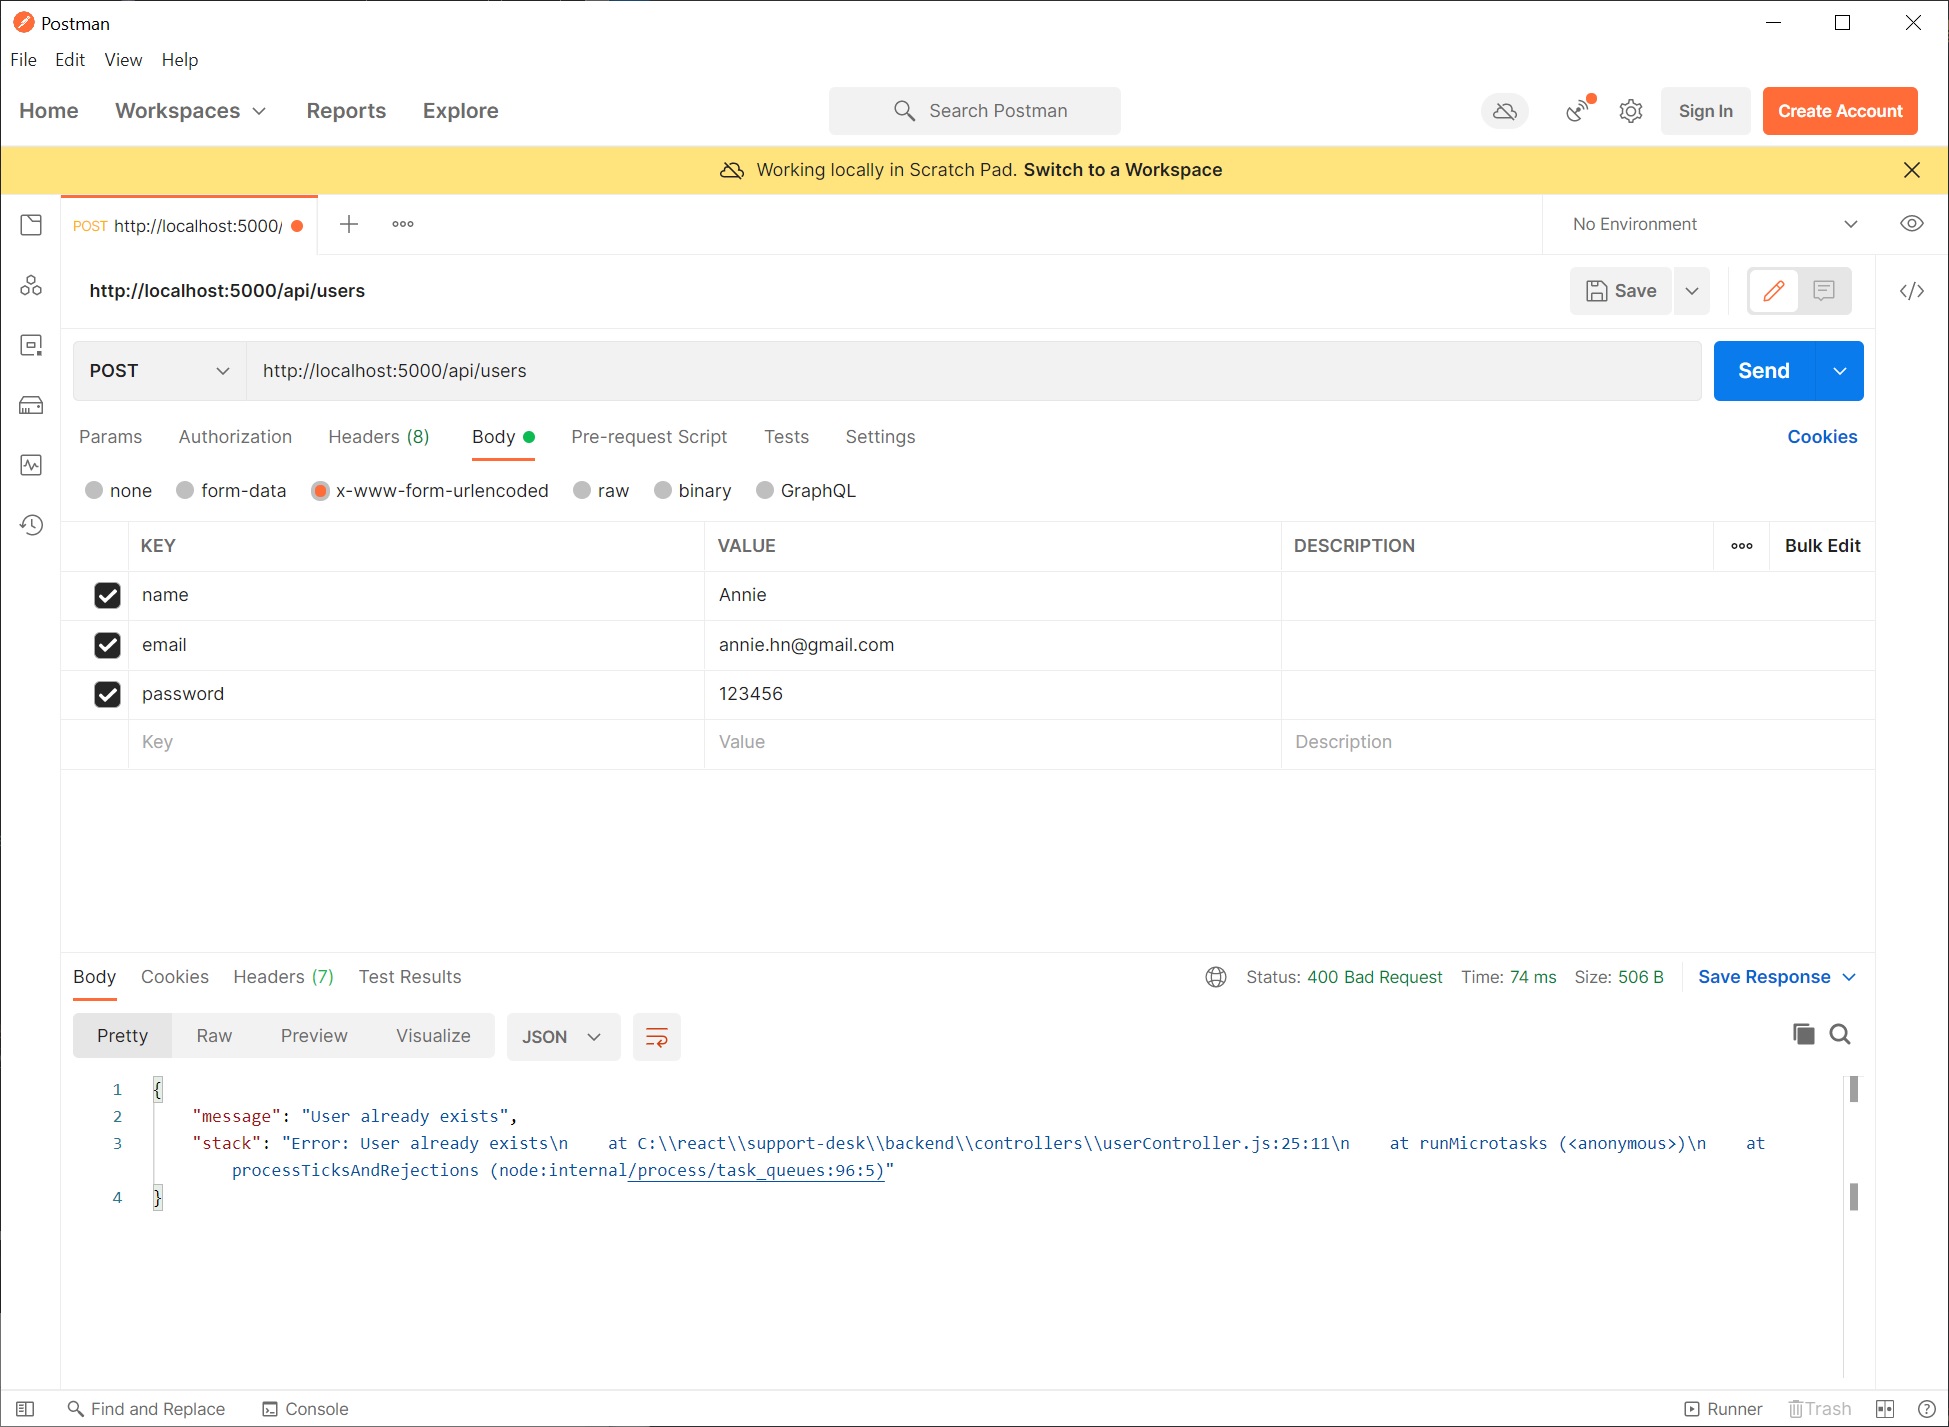 Postman
File Edit View Help
Home Workspaces Reports Explore Search Postman Sign In Create Account
Working locally in Scratch Pad. Switch to a Workspace
POST http://localhost:5000/ No Environment
http://localhost:5000/api/users Save
POST http://localhost:5000/api/users Send
Params Authorization Headers (8) Body Pre-request Script Tests Settings Cookies
none form-data x-www-form-urlencoded raw binary GraphQL
KEY VALUE DESCRIPTION Bulk Edit
name Annie
email annie.hn@gmail.com
password 123456
Key Value Description
Body Cookies Headers (7) Test Results Status: 400 Bad Request Time: 74 ms Size: 506 B Save Response
Pretty Raw Preview Visualize JSON
1 {
2 "message": "User already exists",
3 "stack": "Error: User already exists\n    at C:\\react\\support-desk\\backend\\controllers\\userController.js:25:11\n    at runMicrotasks (<anonymous>)\n    at
processTicksAndRejections (node:internal/process/task_queues:96:5)"
4 }
Find and Replace Console Runner Trash